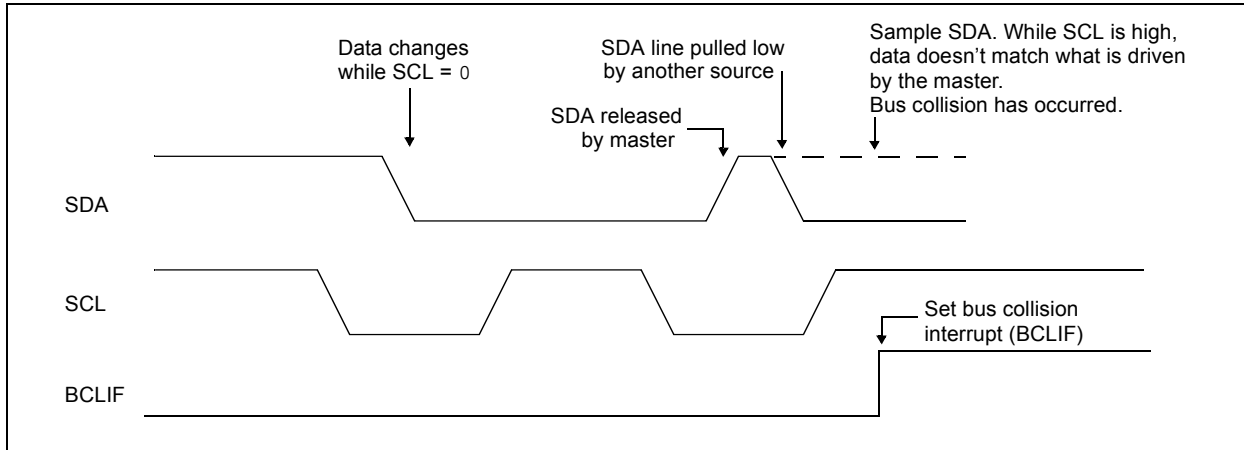 Data changes
while SCL = 0
SDA line pulled low
by another source
SDA released
by master
Sample SDA. While SCL is high,
data doesn't match what is driven
by the master.
Bus collision has occurred.
SDA
SCL
Set bus collision
interrupt (BCLIF)
BCLIF